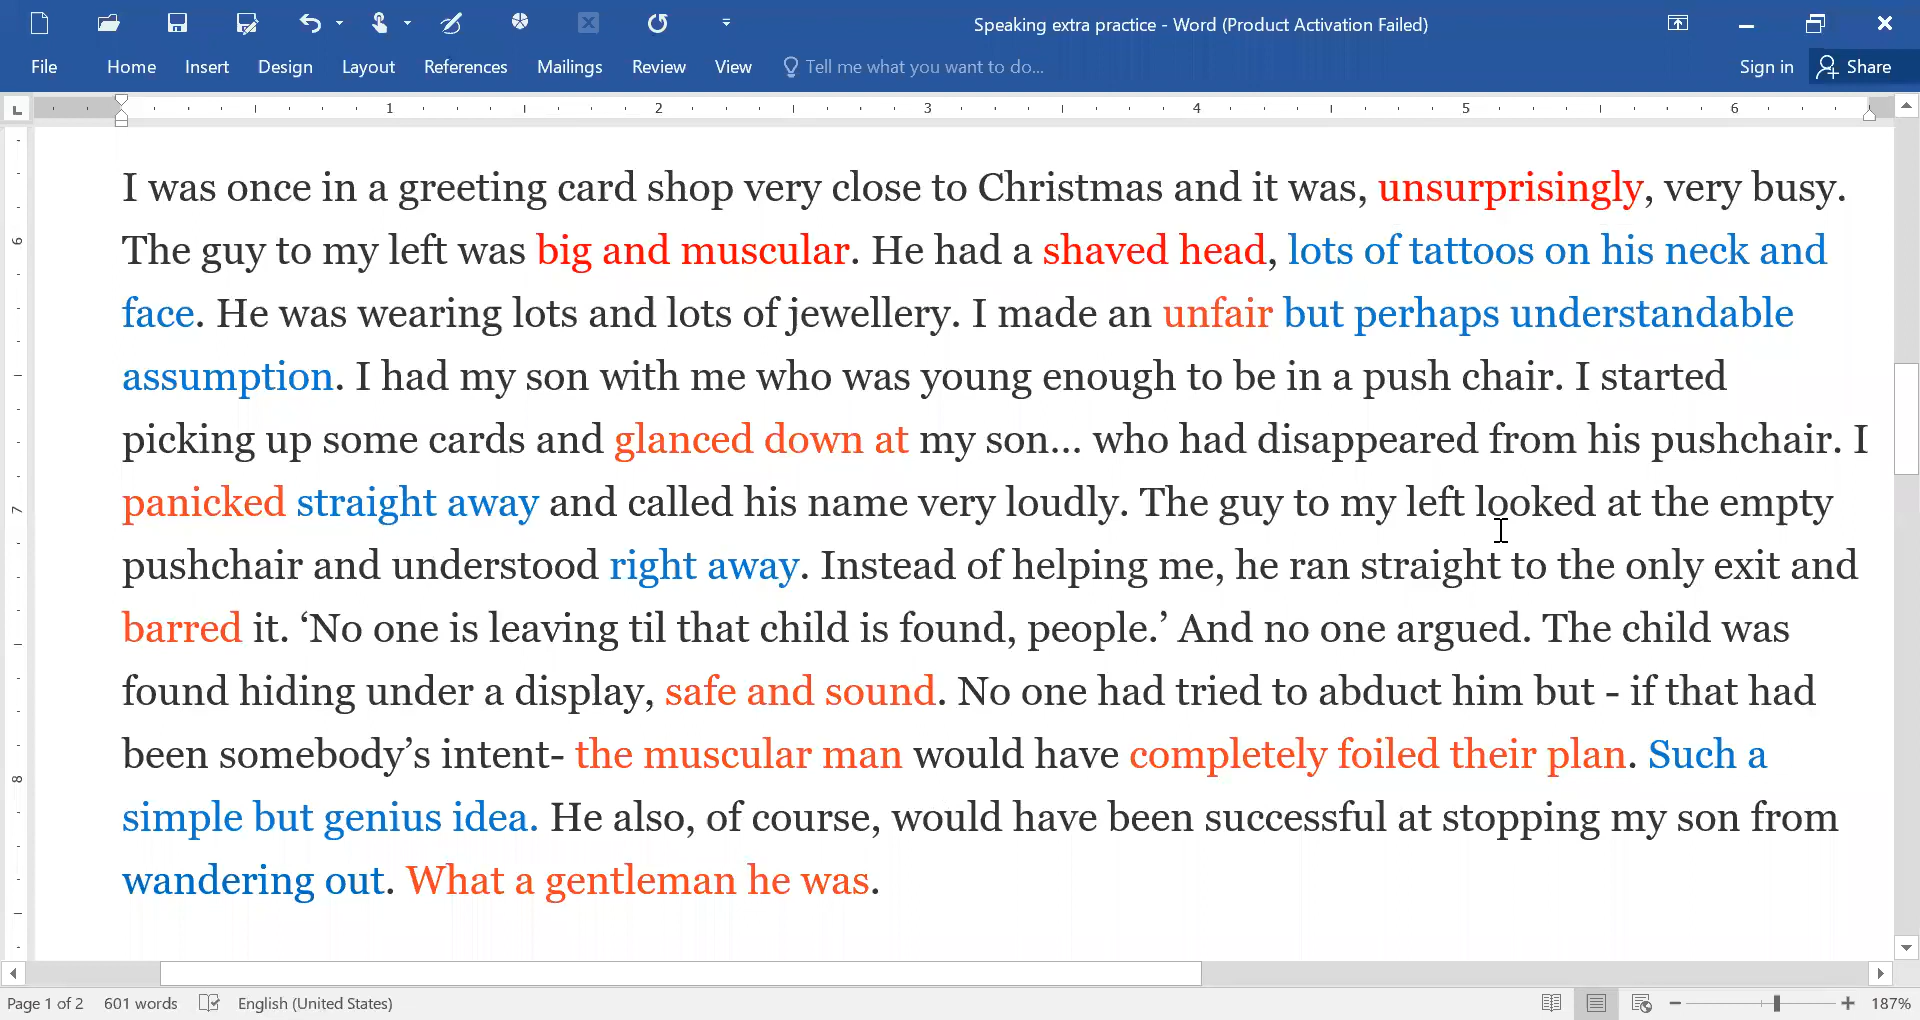 Speaking extra practice - Word (Product Activation Failed)
File Home Insert Design Layout References Mailings Review View Tell me what you want to do... Sign in Share
L 1 2 3 4 5 6
I was once in a greeting card shop very close to Christmas and it was, unsurprisingly, very busy.
6 The guy to my left was big and muscular. He had a shaved head, lots of tattoos on his neck and
face. He was wearing lots and lots of jewellery. I made an unfair but perhaps understandable
assumption. I had my son with me who was young enough to be in a push chair. I started
picking up some cards and glanced down at my son... who had disappeared from his pushchair. I
7 panicked straight away and called his name very loudly. The guy to my left looked at the empty
pushchair and understood right away. Instead of helping me, he ran straight to the only exit and
barred it. ‘No one is leaving til that child is found, people.’ And no one argued. The child was
found hiding under a display, safe and sound. No one had tried to abduct him but - if that had
8 been somebody’s intent- the muscular man would have completely foiled their plan. Such a
simple but genius idea. He also, of course, would have been successful at stopping my son from
wandering out. What a gentleman he was.
Page 1 of 2 601 words English (United States) 187%